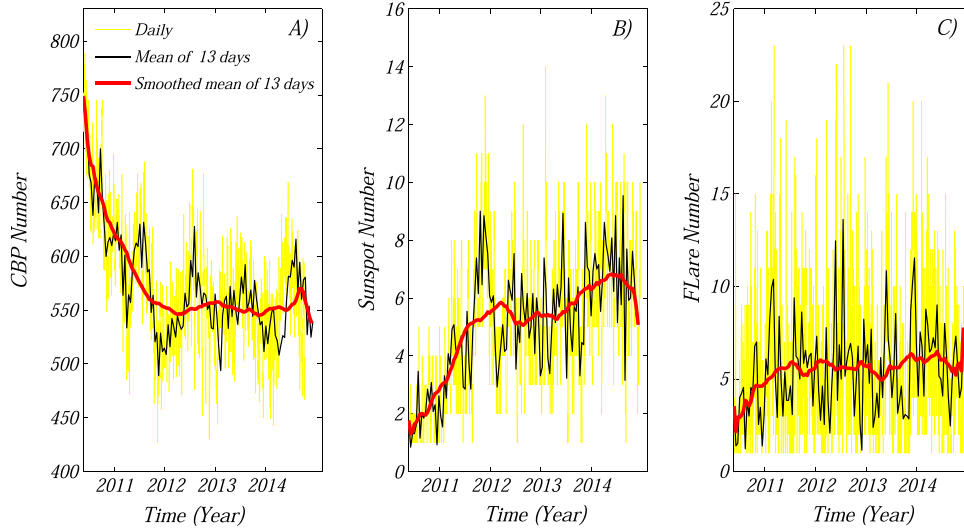 A)
Daily
Mean of 13 days
Smoothed mean of 13 days
CBP Number
800
750
700
650
600
550
500
450
400
2011 2012 2013 2014
Time (Year)
B)
Sunspot Number
16
14
12
10
8
6
4
2
0
2011 2012 2013 2014
Time (Year)
C)
FLare Number
25
20
15
10
5
0
2011 2012 2013 2014
Time (Year)